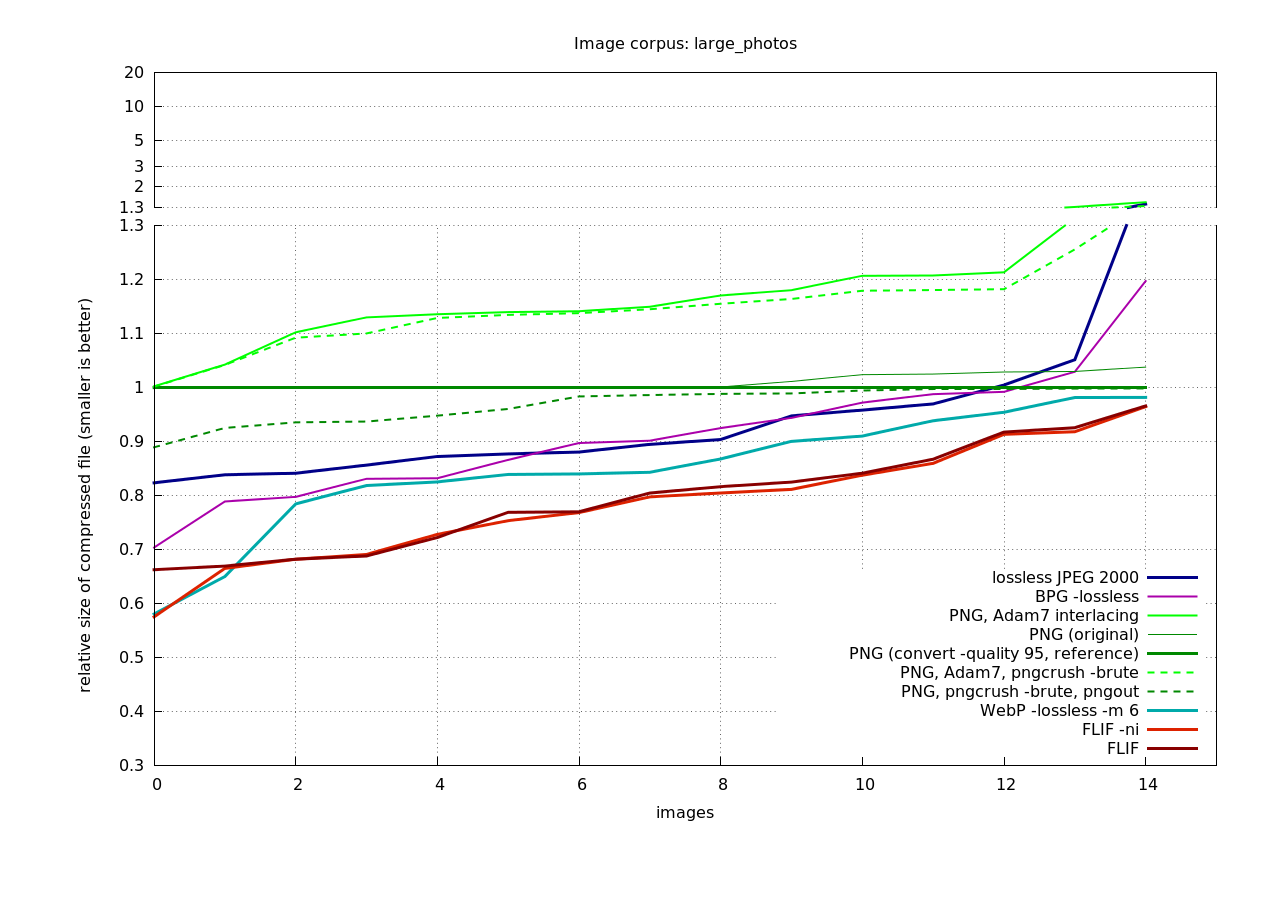 Image corpus: large_photos
20
10
5
3
2
1.3
1.3
1.2
1.1
1
0.9
0.8
0.7
0.6
0.5
0.4
0.3
relative size of compressed file (smaller is better)
lossless JPEG 2000
BPG -lossless
PNG, Adam7 interlacing
PNG (original)
PNG (convert -quality 95, reference)
PNG, Adam7, pngcrush -brute
PNG, pngcrush -brute, pngout
WebP -lossless -m 6
FLIF -ni
FLIF
0 2 4 6 8 10 12 14
images